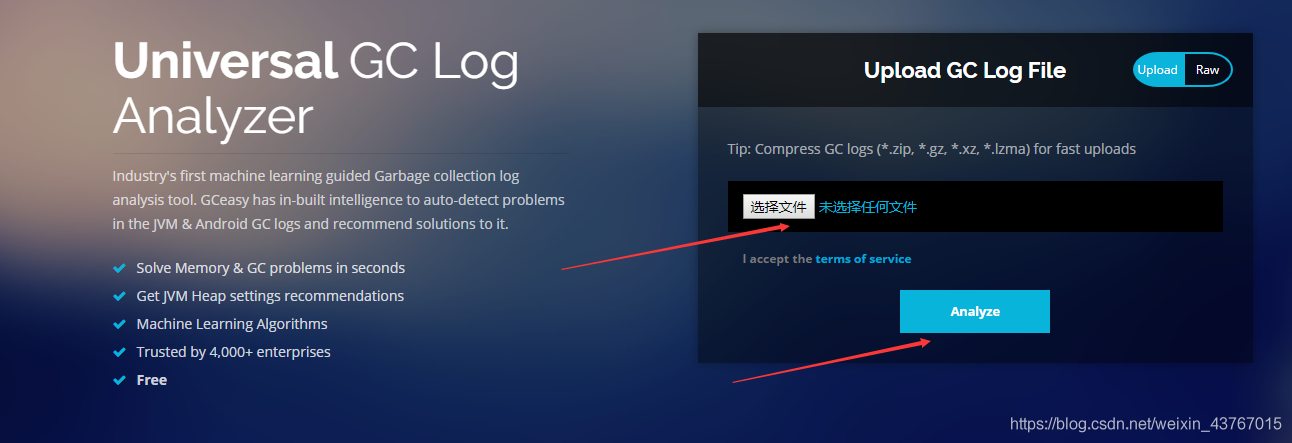 Universal GC Log
Analyzer
Industry's first machine learning guided Garbage collection log
analysis tool. GCeasy has in-built intelligence to auto-detect problems
in the JVM & Android GC logs and recommend solutions to it.
Solve Memory & GC problems in seconds
Get JVM Heap settings recommendations
Machine Learning Algorithms
Trusted by 4,000+ enterprises
Free
Upload GC Log File
Upload Raw
Tip: Compress GC logs (*.zip, *.gz, *.xz, *.lzma) for fast uploads
选择文件 未选择任何文件
I accept the terms of service
Analyze
https://blog.csdn.net/weixin_43767015